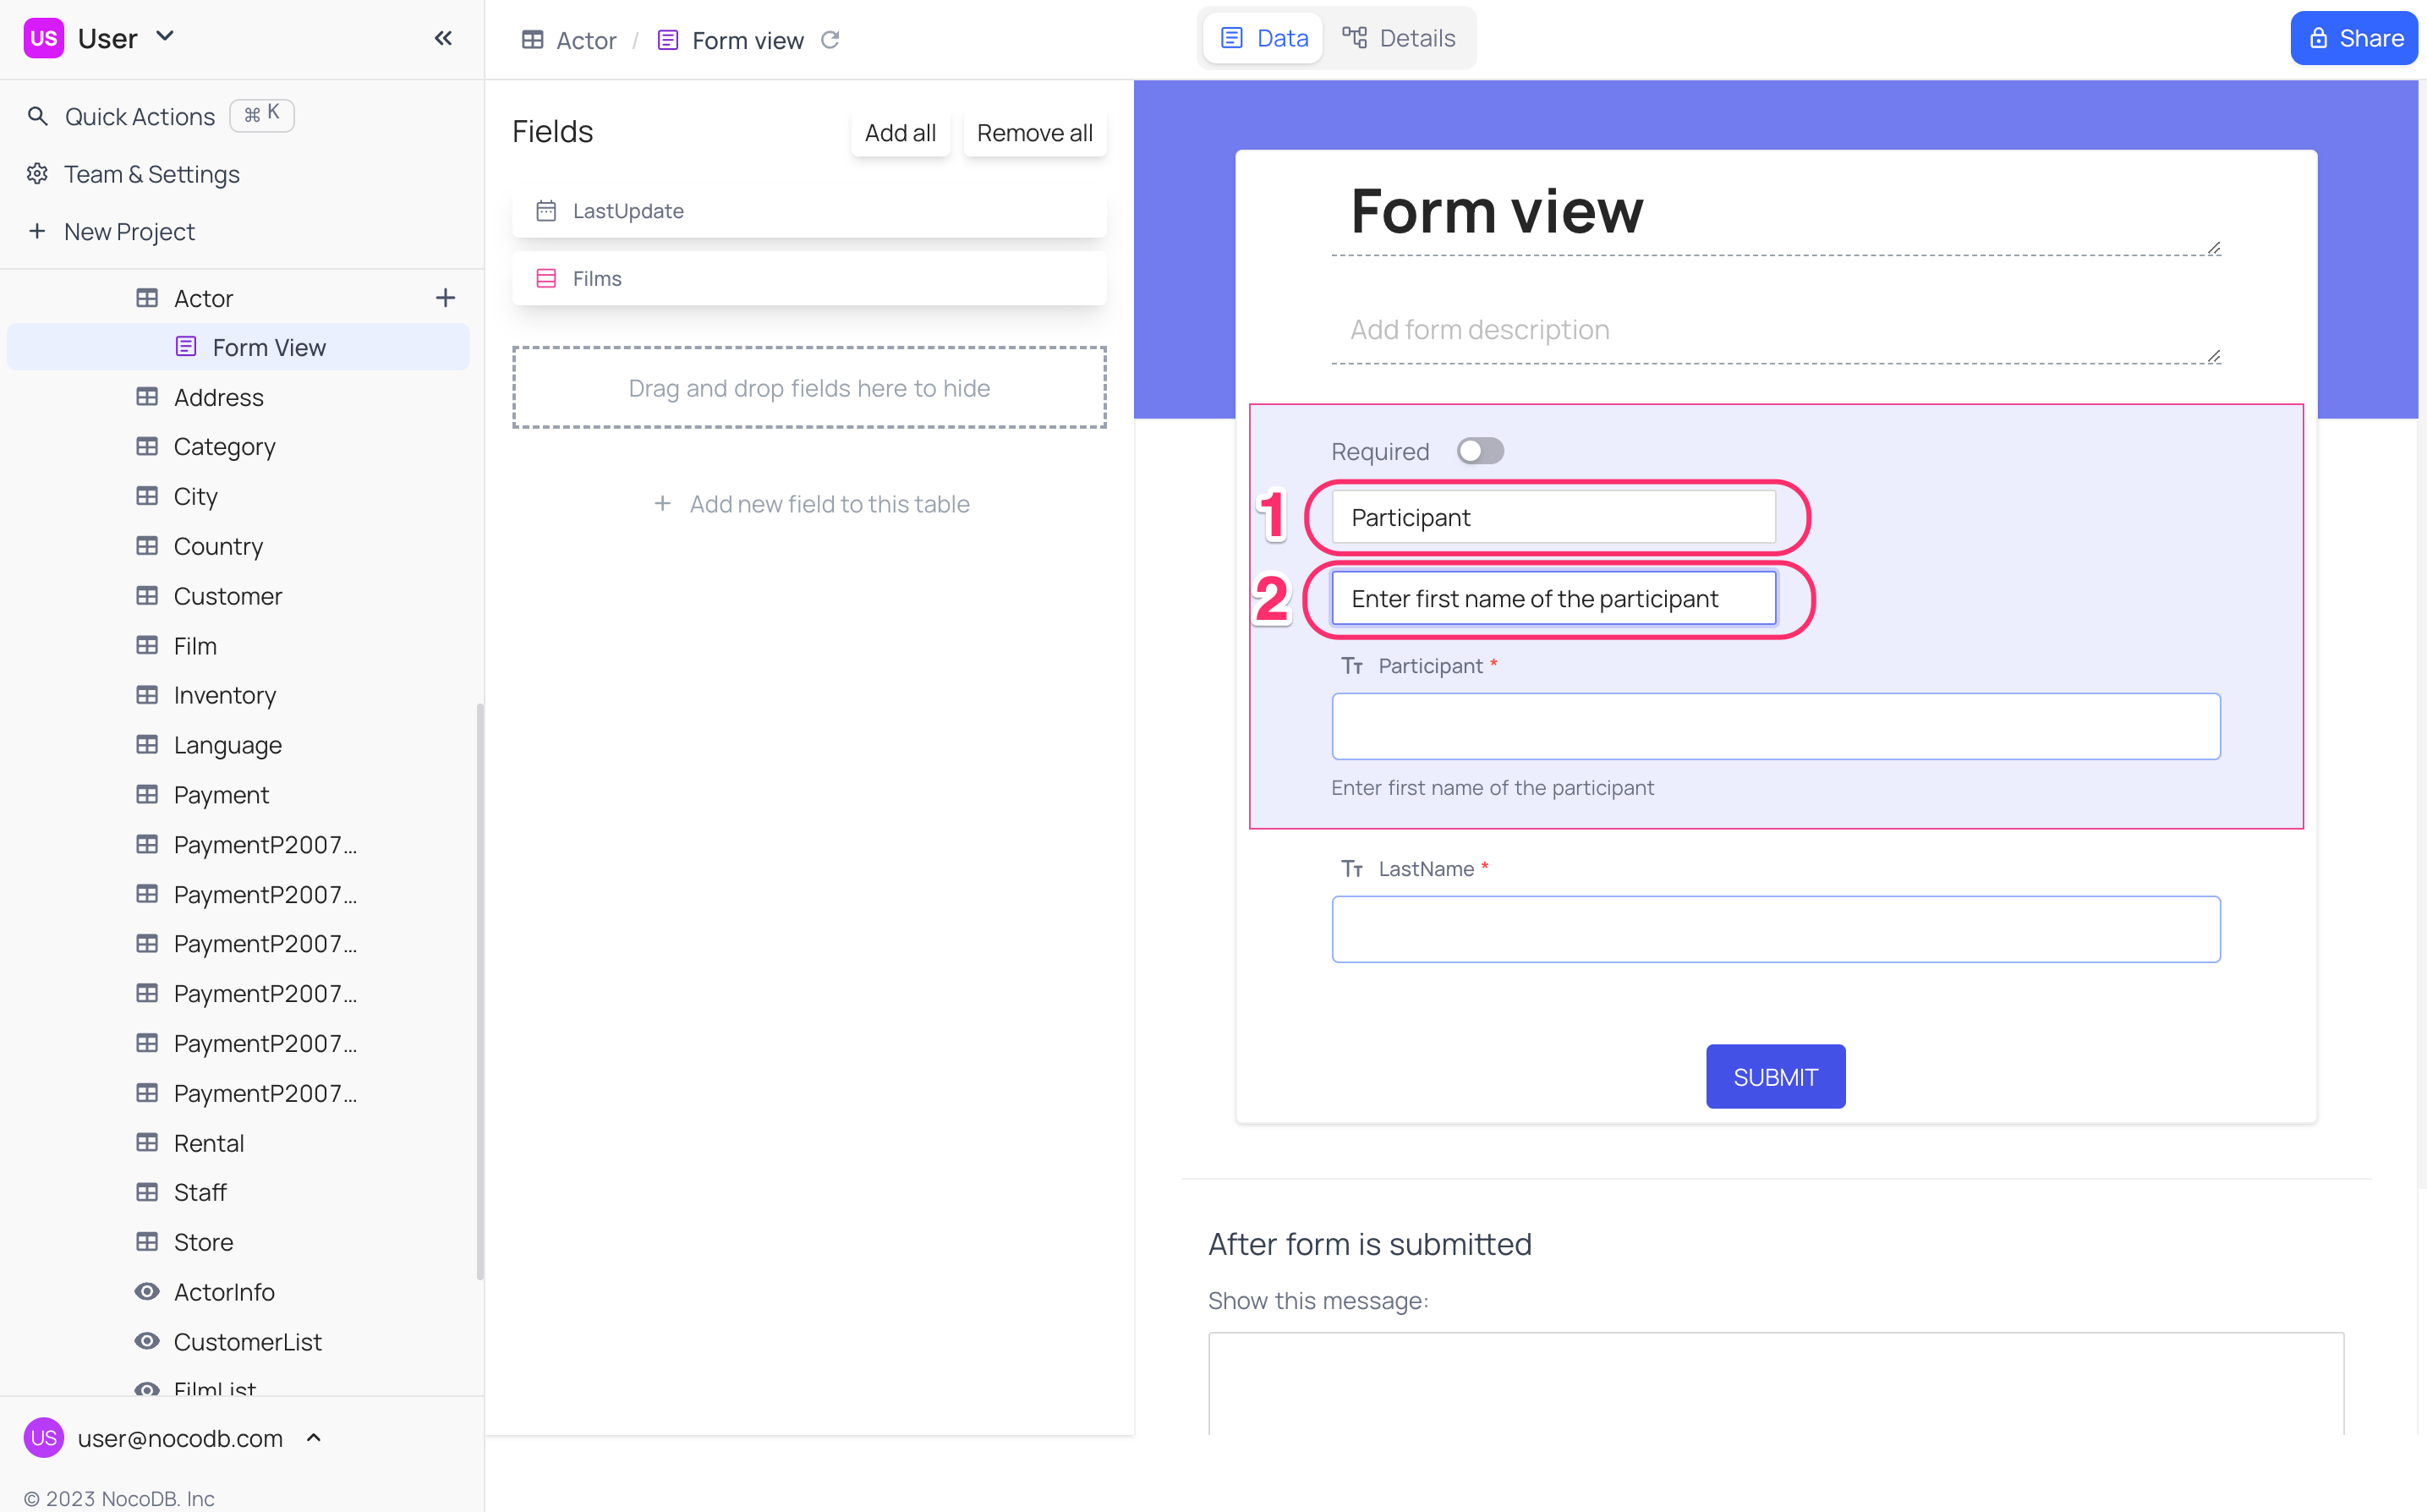 US User
Quick Actions ⌘ K
Team & Settings
New Project
Actor
Form View
Address
Category
City
Country
Customer
Film
Inventory
Language
Payment
PaymentP2007...
PaymentP2007...
PaymentP2007...
PaymentP2007...
PaymentP2007...
PaymentP2007...
Rental
Staff
Store
ActorInfo
CustomerList
FilmList
US user@nocodb.com
© 2023 NocoDB. Inc
Actor / Form view
Data Details
Share
Fields Add all Remove all
LastUpdate
Films
Drag and drop fields here to hide
+ Add new field to this table
Form view
Add form description
Required
1 Participant
2 Enter first name of the participant
Tт Participant *
Enter first name of the participant
Tт LastName *
SUBMIT
After form is submitted
Show this message: